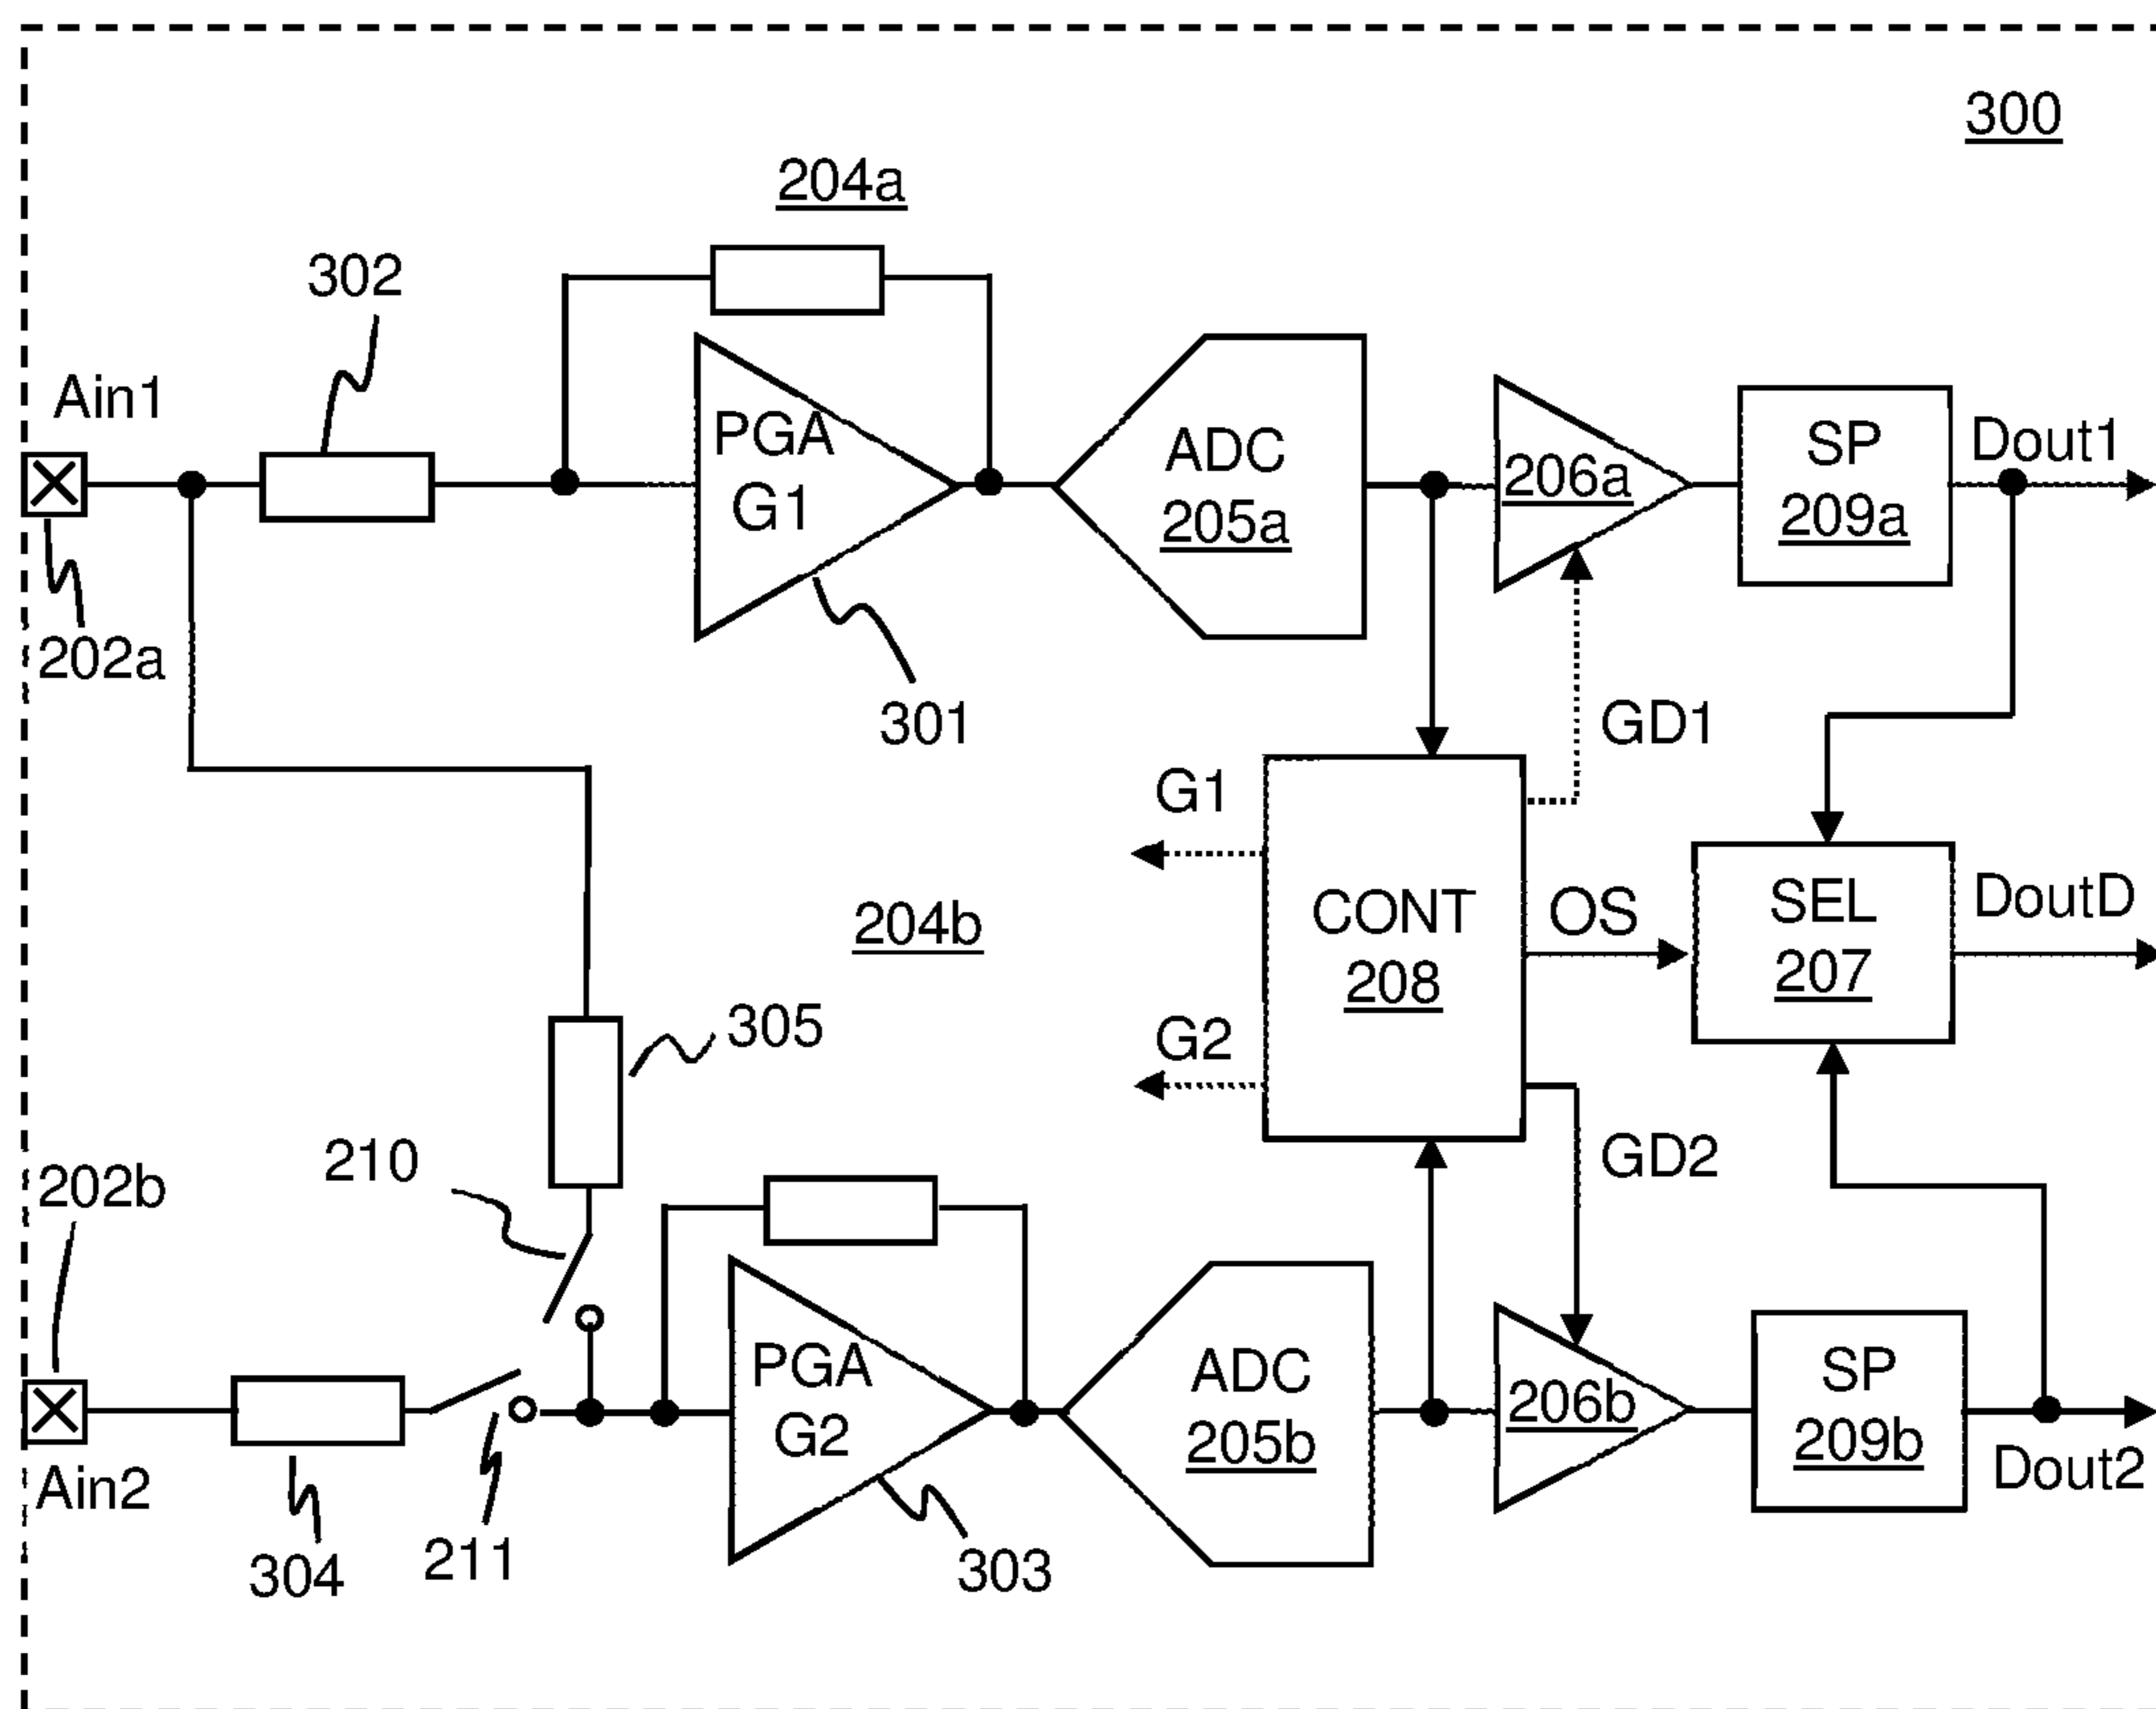 300
204a
302
Ain1
PGA
G1
ADC
205a
206a
SP
209a
Dout1
202a
301
GD1
G1
204b
CONT
208
OS
SEL
207
DoutD
305
G2
210
GD2
202b
PGA
G2
ADC
205b
206b
SP
209b
Ain2
Dout2
304
211
303